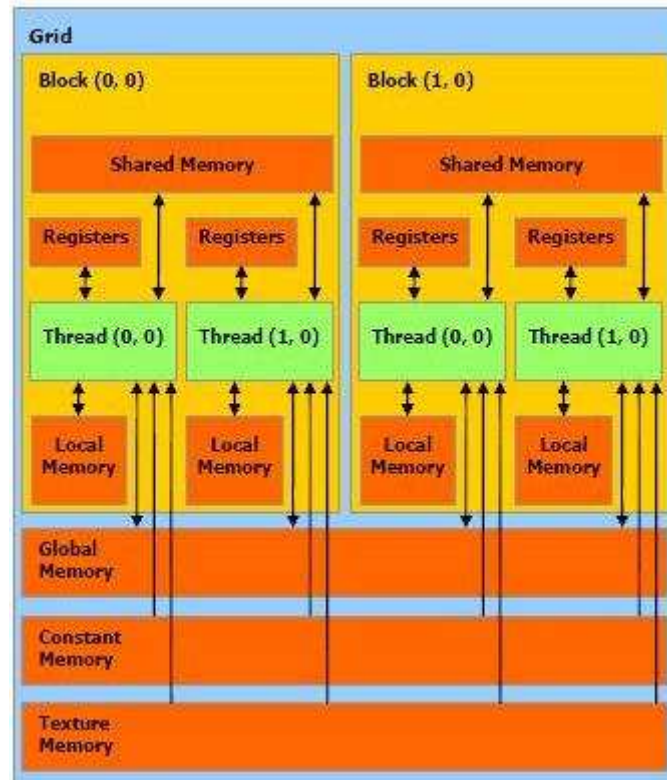 Grid
Block (0, 0)
Block (1, 0)
Shared Memory
Shared Memory
Registers
Registers
Registers
Registers
Thread (0, 0)
Thread (1, 0)
Thread (0, 0)
Thread (1, 0)
Local
Memory
Local
Memory
Local
Memory
Local
Memory
Global
Memory
Constant
Memory
Texture
Memory